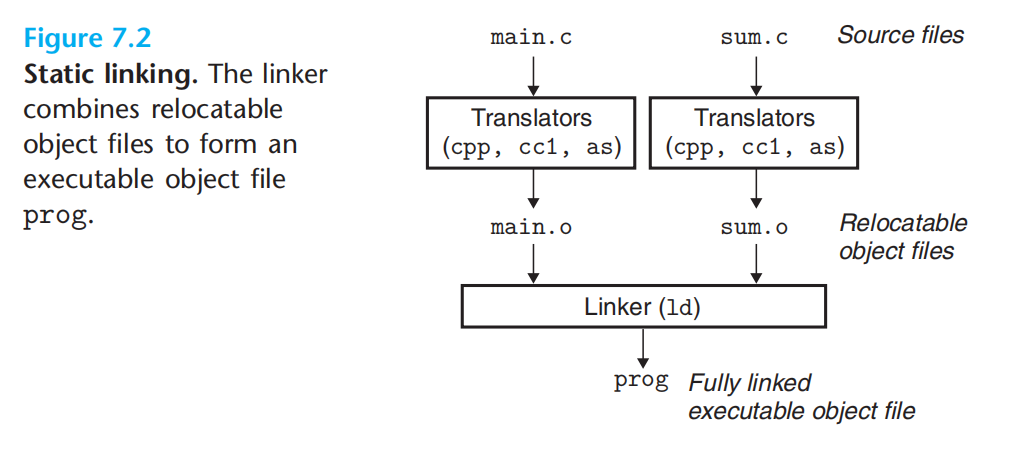 Figure 7.2
Static linking. The linker
combines relocatable
object files to form an
executable object file
prog.
main.c
sum.c
Source files
Translators
(cpp, cc1, as)
Translators
(cpp, cc1, as)
main.o
sum.o
Relocatable
object files
Linker (ld)
prog
Fully linked
executable object file